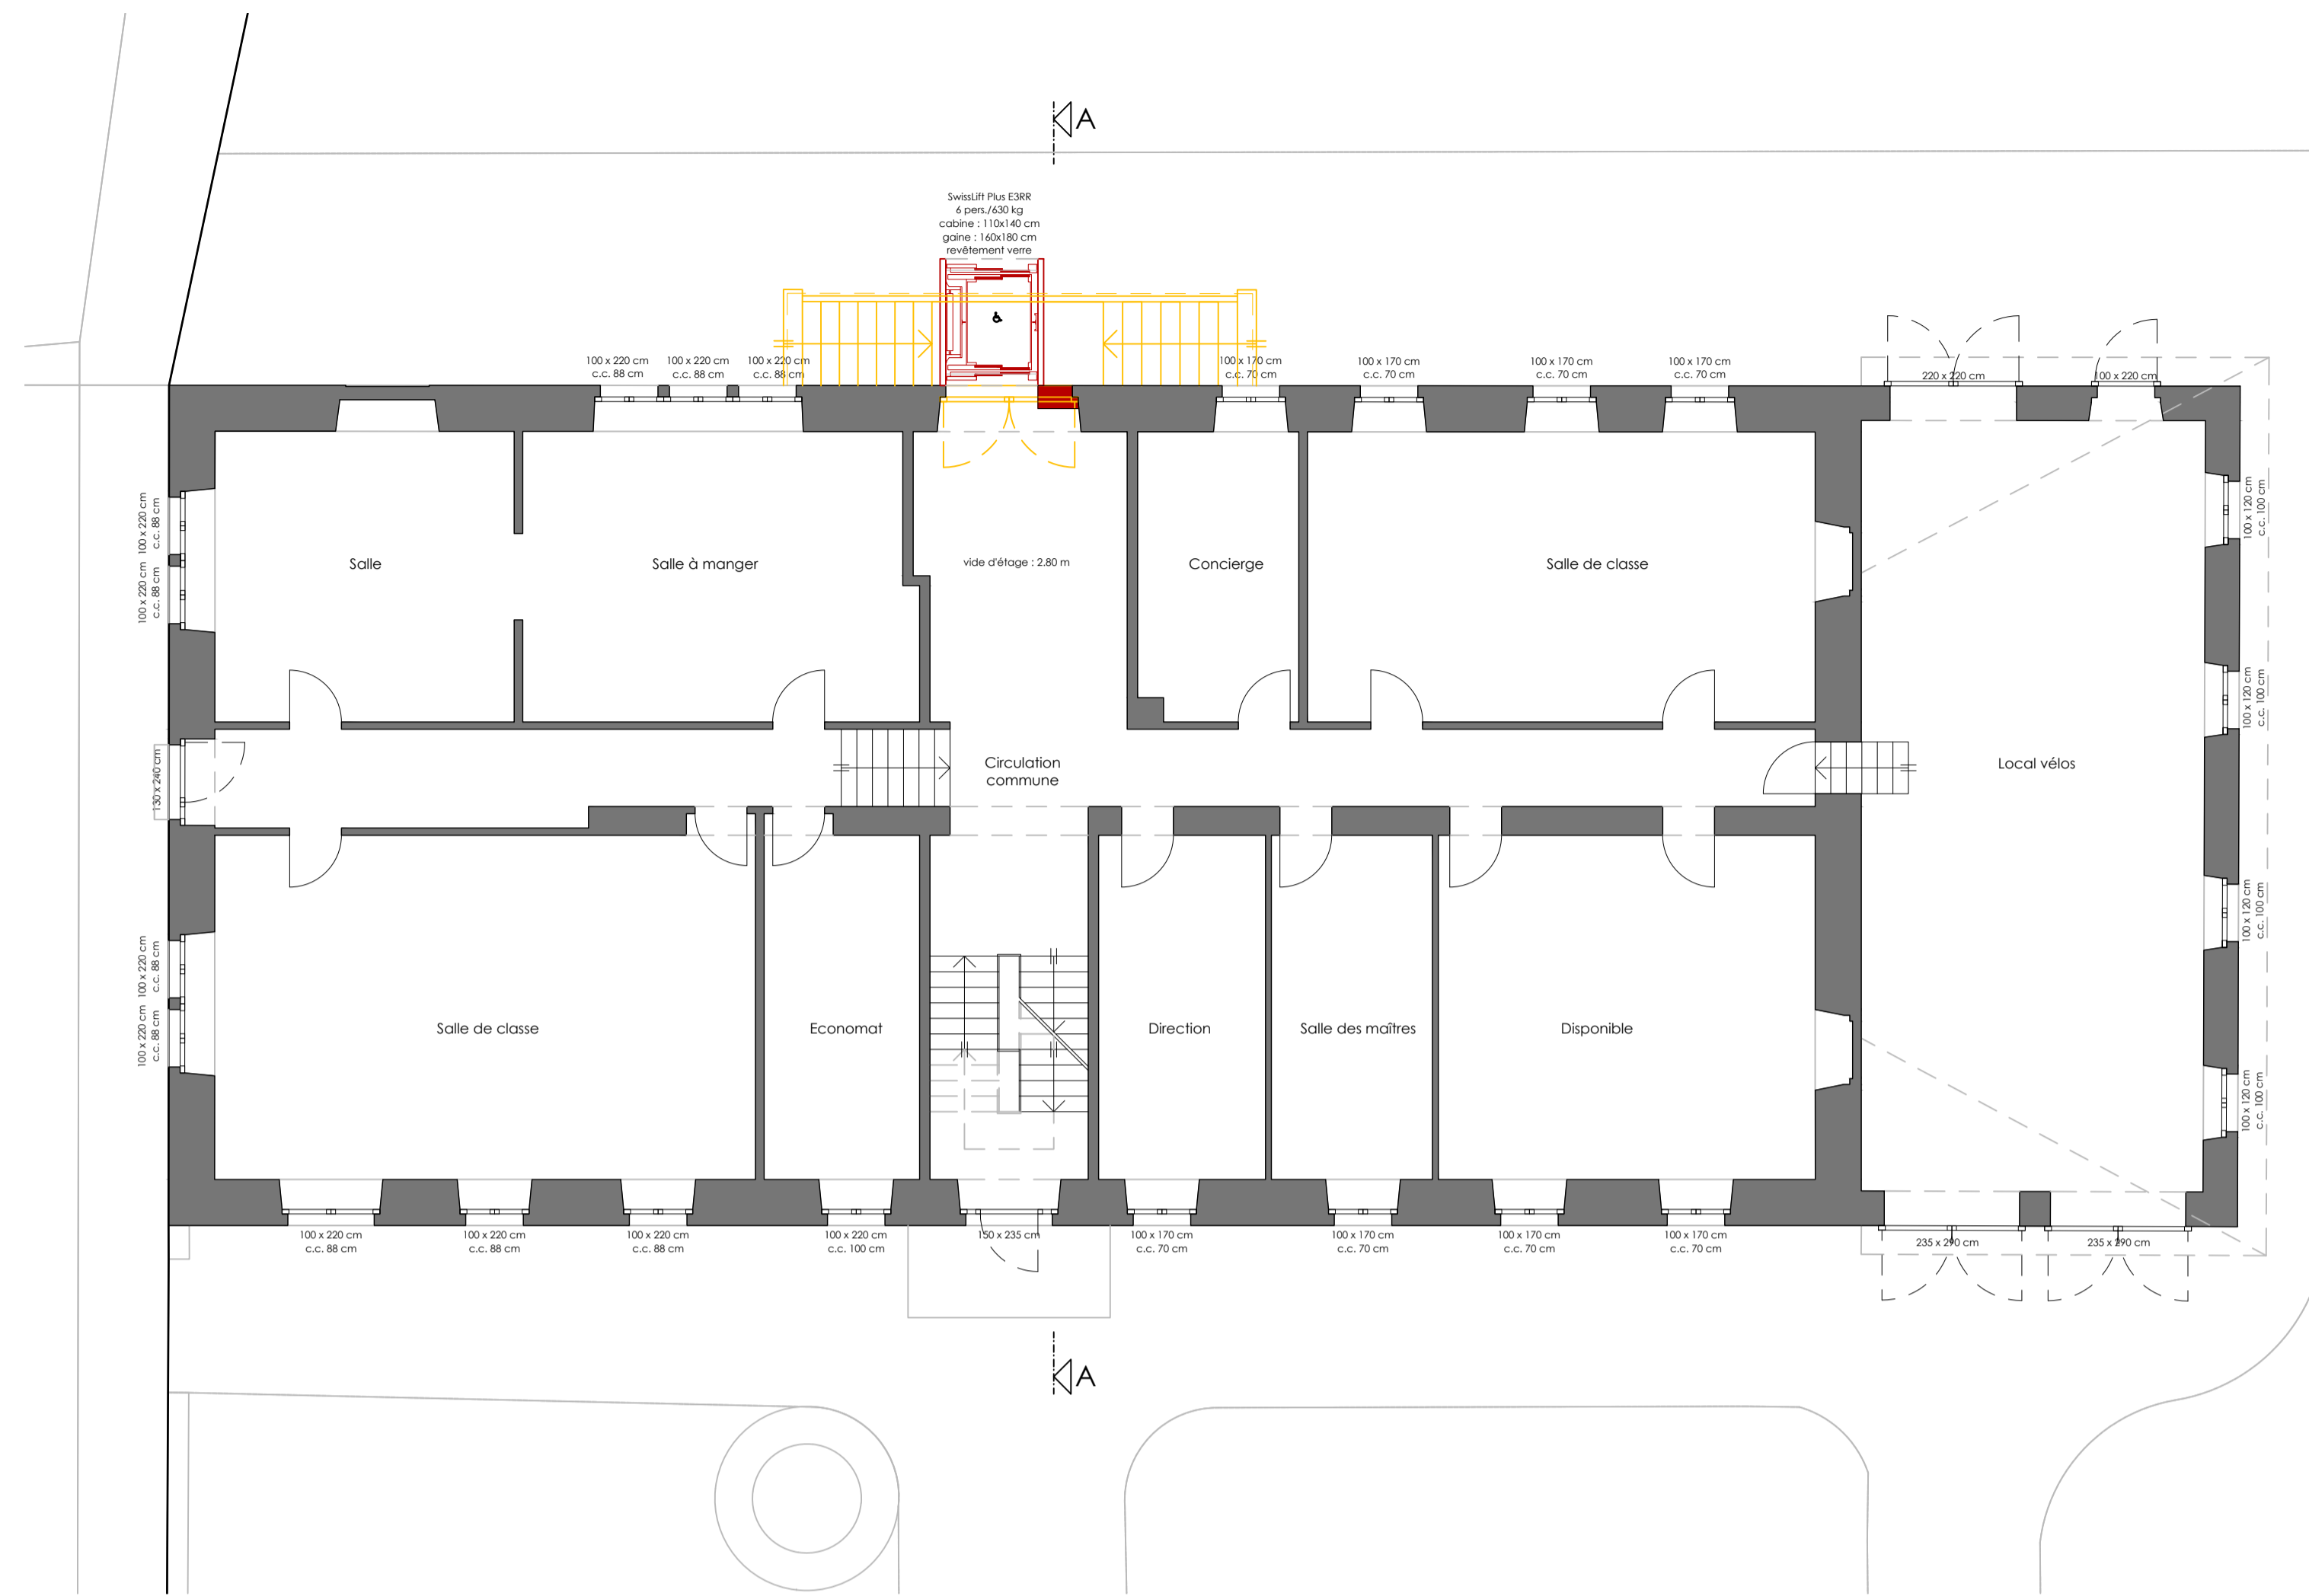 A
SwissLift Plus E3RR
6 pers./630 kg
cabine : 110x140 cm
gaine : 160x180 cm
revêtement verre
100 x 220 cm
c.c. 88 cm
100 x 220 cm
c.c. 88 cm
100 x 220 cm
c.c. 88 cm
100 x 170 cm
c.c. 70 cm
100 x 170 cm
c.c. 70 cm
100 x 170 cm
c.c. 70 cm
100 x 170 cm
c.c. 70 cm
220 x 220 cm
100 x 220 cm
100 x 220 cm
c.c. 88 cm
100 x 220 cm
c.c. 88 cm
Salle
Salle à manger
vide d'étage : 2.80 m
Concierge
Salle de classe
100 x 120 cm
c.c. 100 cm
100 x 120 cm
c.c. 100 cm
130 x 240 cm
Circulation
commune
Local vélos
100 x 220 cm
c.c. 88 cm
100 x 220 cm
c.c. 88 cm
Salle de classe
Economat
Direction
Salle des maîtres
Disponible
100 x 120 cm
c.c. 100 cm
100 x 120 cm
c.c. 100 cm
100 x 220 cm
c.c. 88 cm
100 x 220 cm
c.c. 88 cm
100 x 220 cm
c.c. 88 cm
100 x 220 cm
c.c. 100 cm
150 x 235 cm
100 x 170 cm
c.c. 70 cm
100 x 170 cm
c.c. 70 cm
100 x 170 cm
c.c. 70 cm
100 x 170 cm
c.c. 70 cm
235 x 290 cm
235 x 290 cm
A